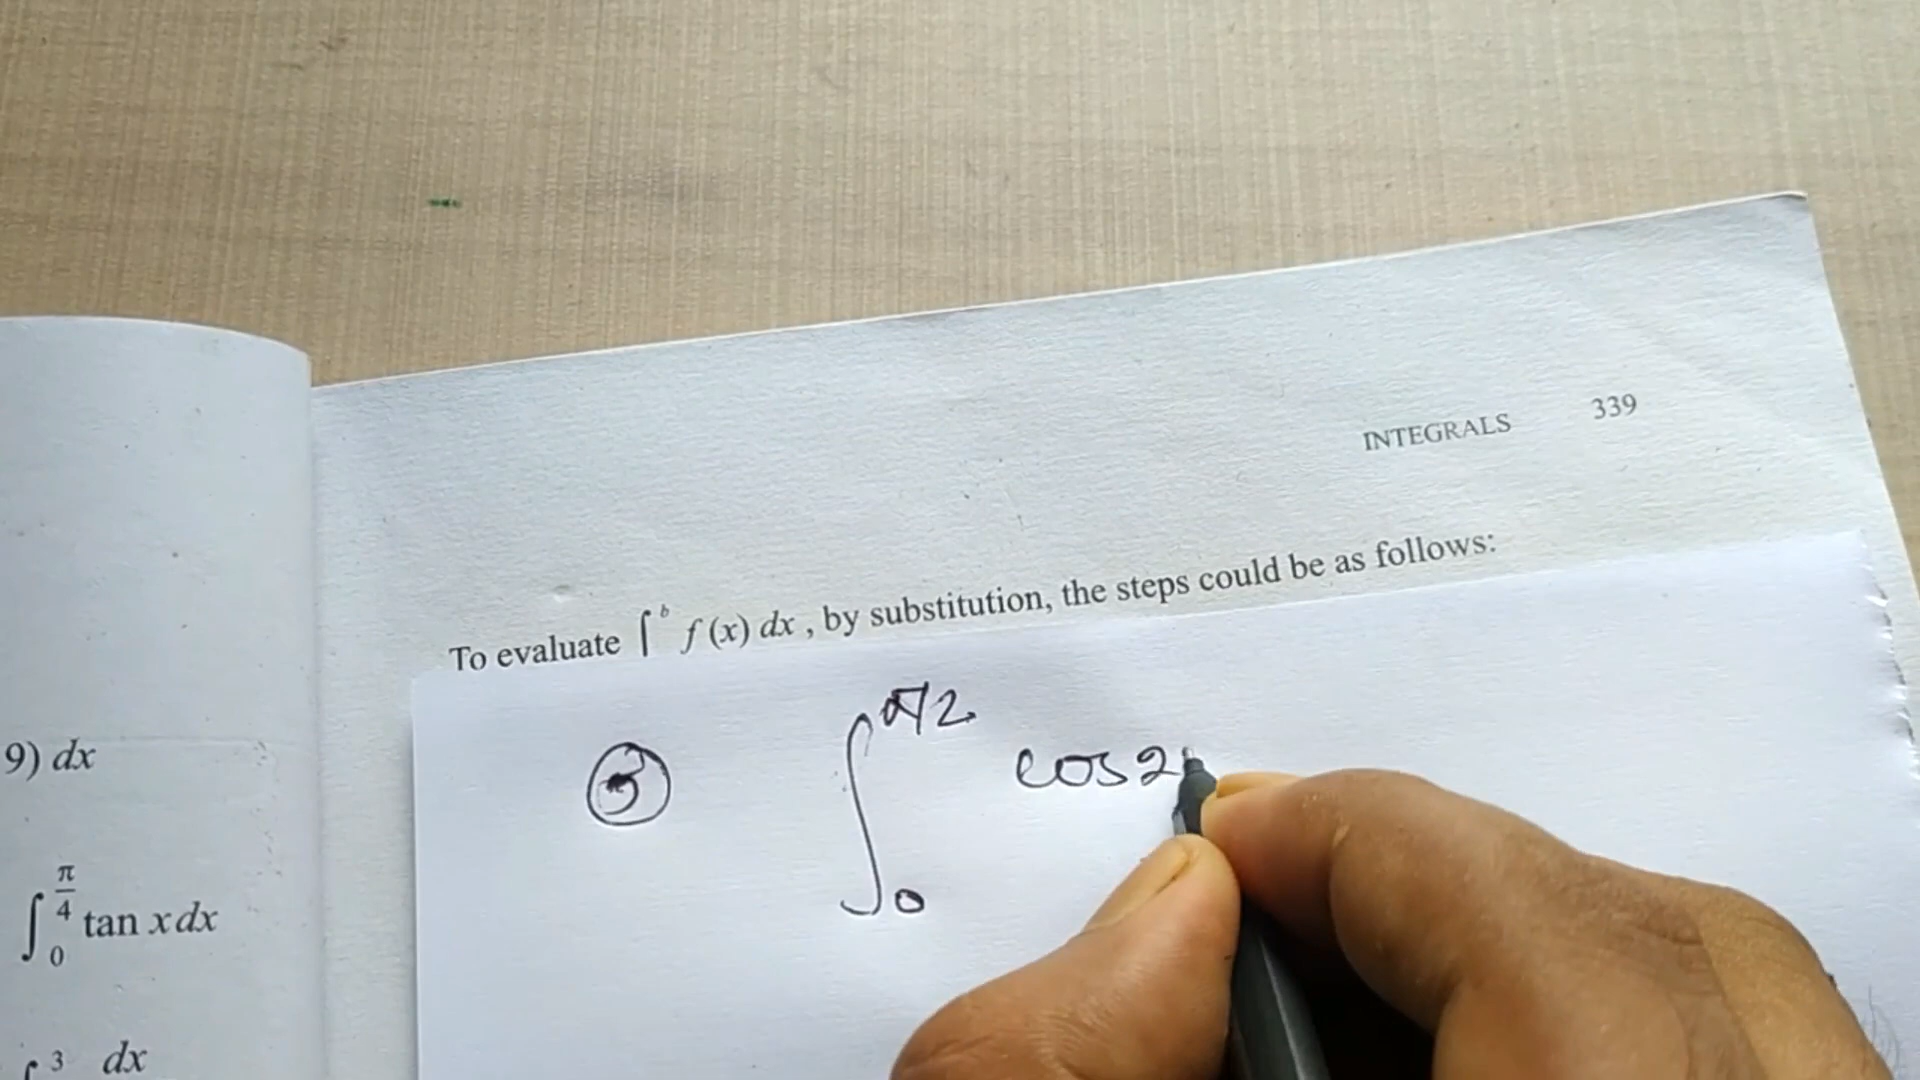 INTEGRALS 339
To evaluate ∫ᵇ f (x) dx , by substitution, the steps could be as follows:
③ ∫₀^π/2 cos2
9) dx
∫₀^π/4 tan x dx
3 dx